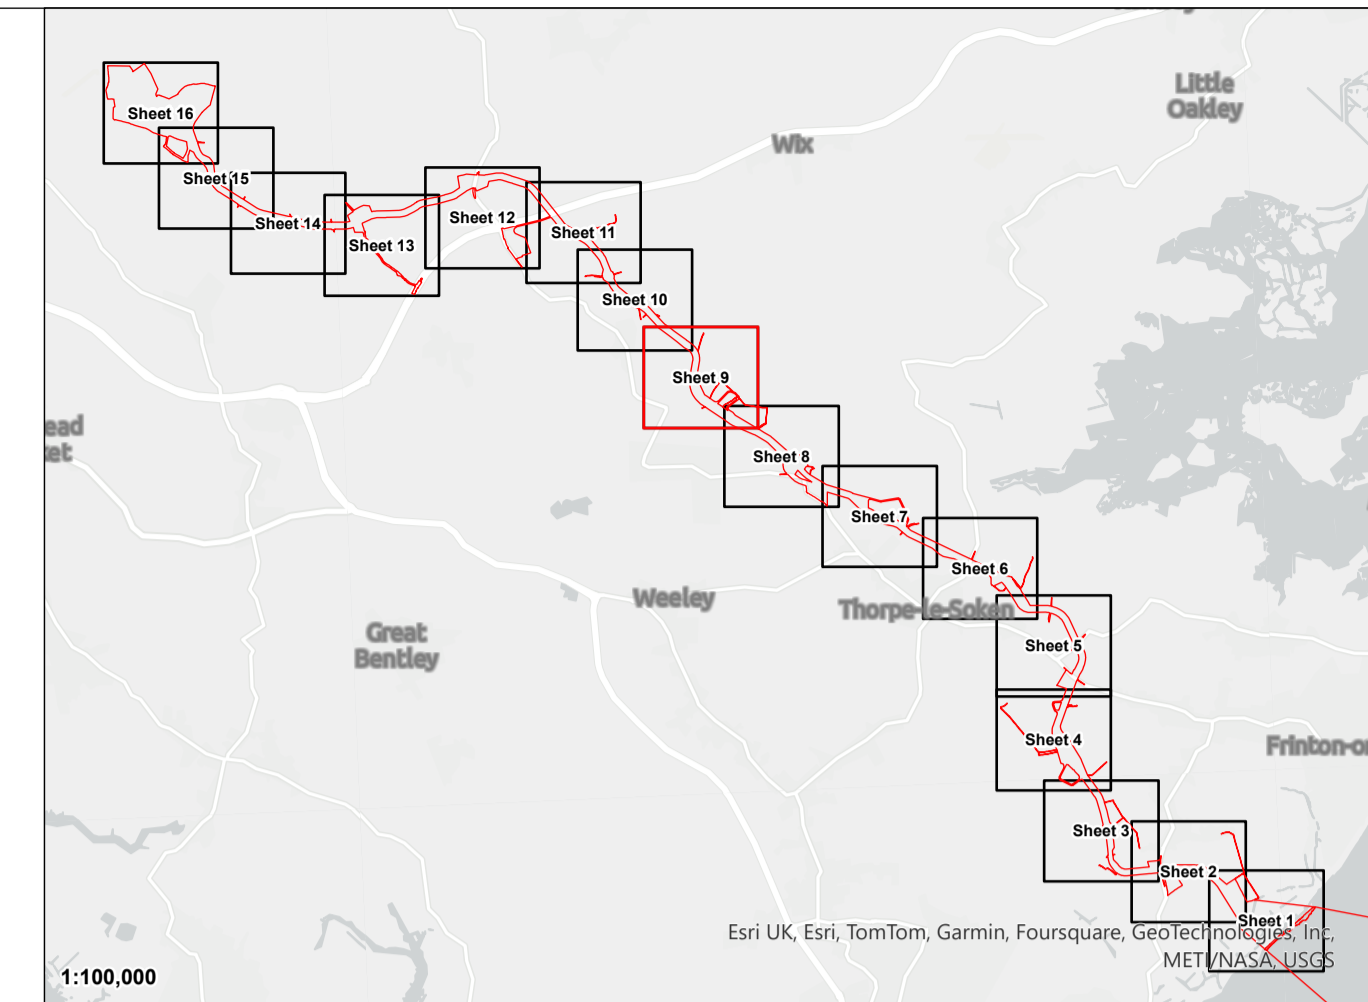 Little
Oakley
Sheet 16
Wix
Sheet 15
Sheet 14
Sheet 12
Sheet 11
Sheet 13
Sheet 10
Sheet 9
ead
et
Sheet 8
Sheet 7
Sheet 6
Weeley
Thorpe-le-Soken
Great
Bentley
Sheet 5
Sheet 4
Frinton-o
Sheet 3
Sheet 2
Sheet 1
Esri UK, Esri, TomTom, Garmin, Foursquare, GeoTechnologies, Inc,
METI/NASA, USGS
1:100,000